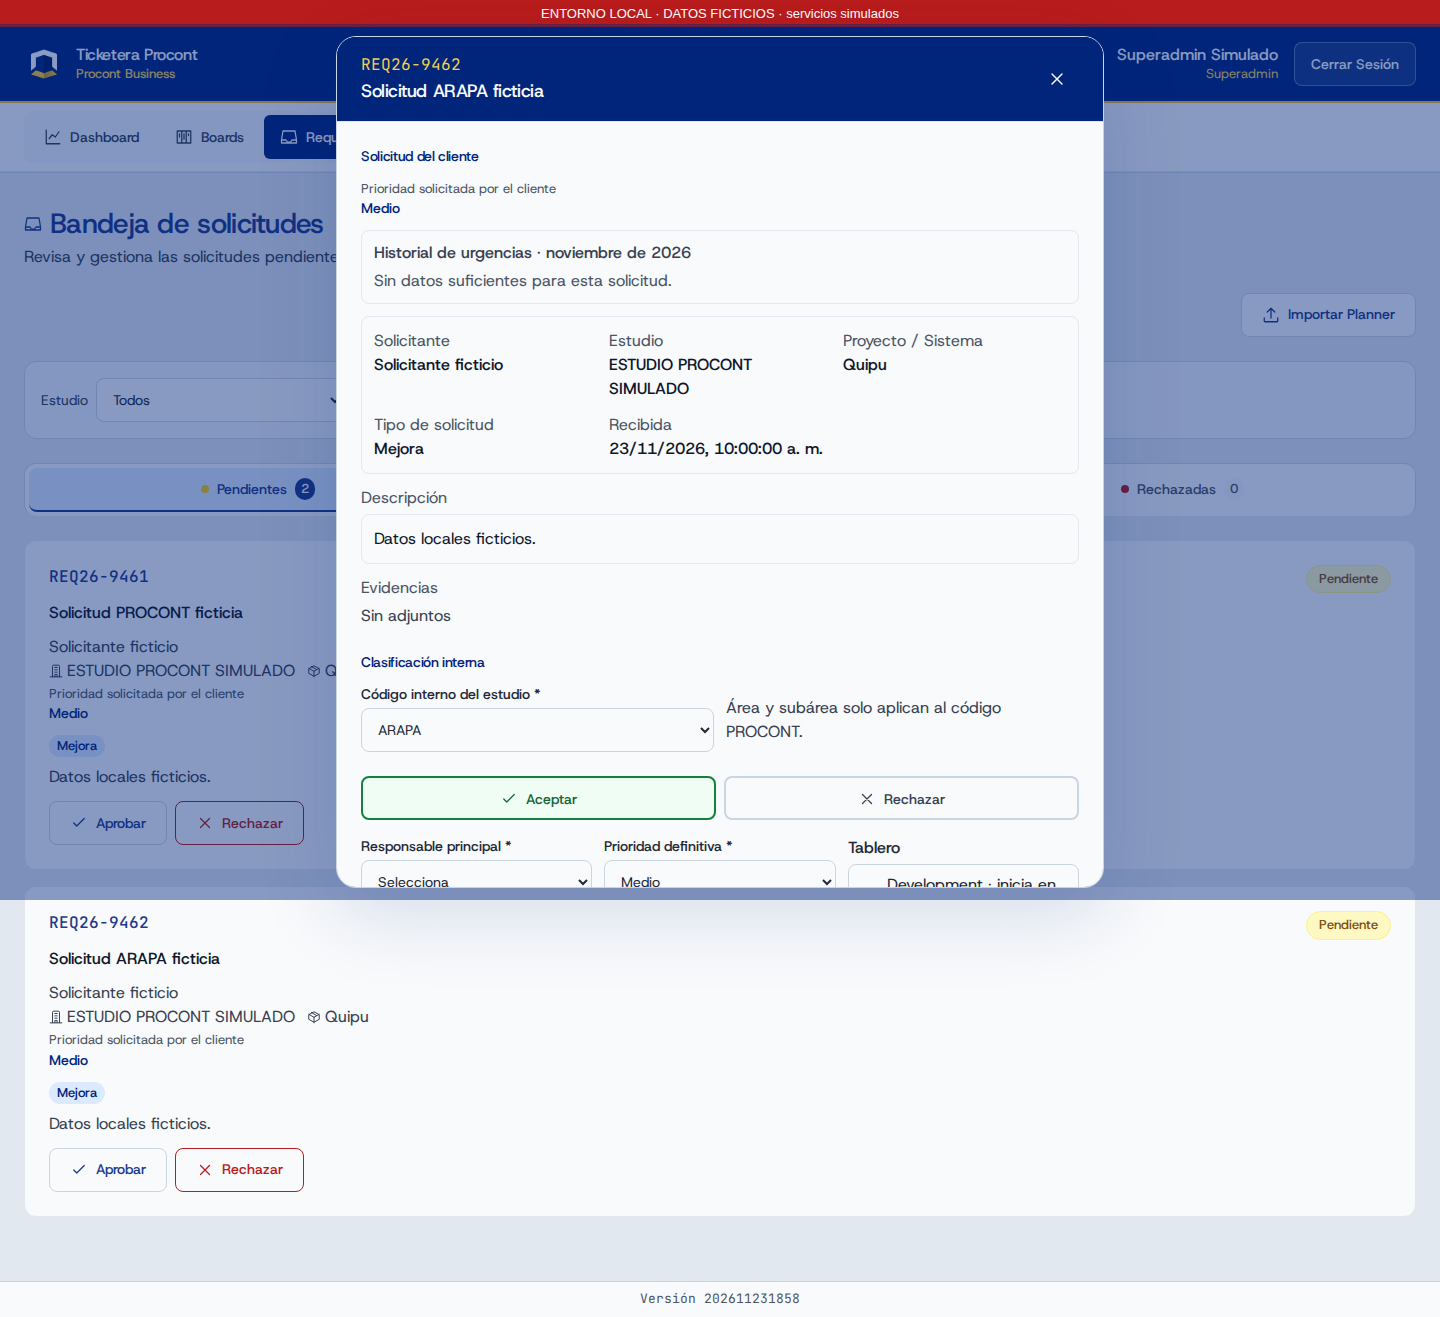 ENTORNO LOCAL · DATOS FICTICIOS · servicios simulados
Ticketera Procont
Procont Business
Superadmin Simulado
Superadmin
Cerrar Sesión
Dashboard
Boards
Requ
Bandeja de solicitudes
Revisa y gestiona las solicitudes pendiente
Importar Planner
Estudio
Todos
Pendientes 2
Rechazadas 0
REQ26-9461
Pendiente
Solicitud PROCONT ficticia
Solicitante ficticio
ESTUDIO PROCONT SIMULADO Q
Prioridad solicitada por el cliente
Medio
Mejora
Datos locales ficticios.
Aprobar
Rechazar
REQ26-9462
Solicitud ARAPA ficticia
Solicitud del cliente
Prioridad solicitada por el cliente
Medio
Historial de urgencias · noviembre de 2026
Sin datos suficientes para esta solicitud.
Solicitante
Solicitante ficticio
Estudio
ESTUDIO PROCONT
SIMULADO
Proyecto / Sistema
Quipu
Tipo de solicitud
Mejora
Recibida
23/11/2026, 10:00:00 a. m.
Descripción
Datos locales ficticios.
Evidencias
Sin adjuntos
Clasificación interna
Código interno del estudio *
ARAPA
Área y subárea solo aplican al código
PROCONT.
Aceptar
Rechazar
Responsable principal *
Selecciona
Prioridad definitiva *
Medio
Tablero
Development · inicia en
REQ26-9462
Pendiente
Solicitud ARAPA ficticia
Solicitante ficticio
ESTUDIO PROCONT SIMULADO Quipu
Prioridad solicitada por el cliente
Medio
Mejora
Datos locales ficticios.
Aprobar
Rechazar
Versión 202611231858